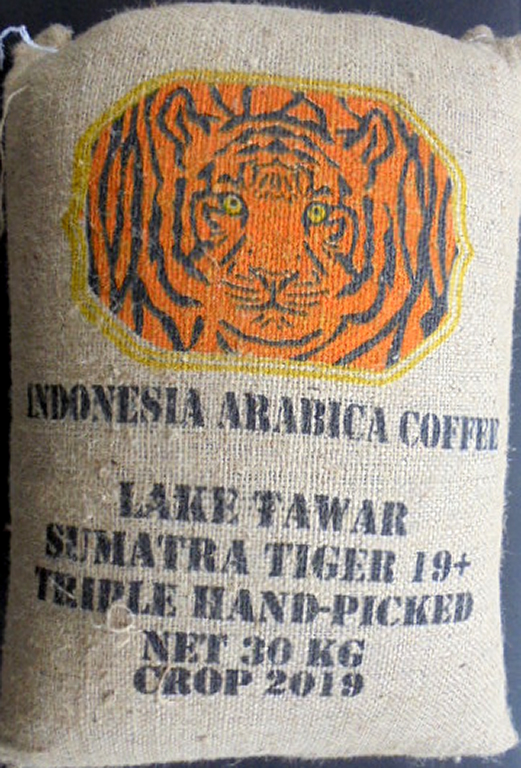 INDONESIA ARABICA COFFEE
LAKE TAWAR
SUMATRA TIGER 19+
TRIPLE HAND-PICKED
NET 30 KG
CROP 2019